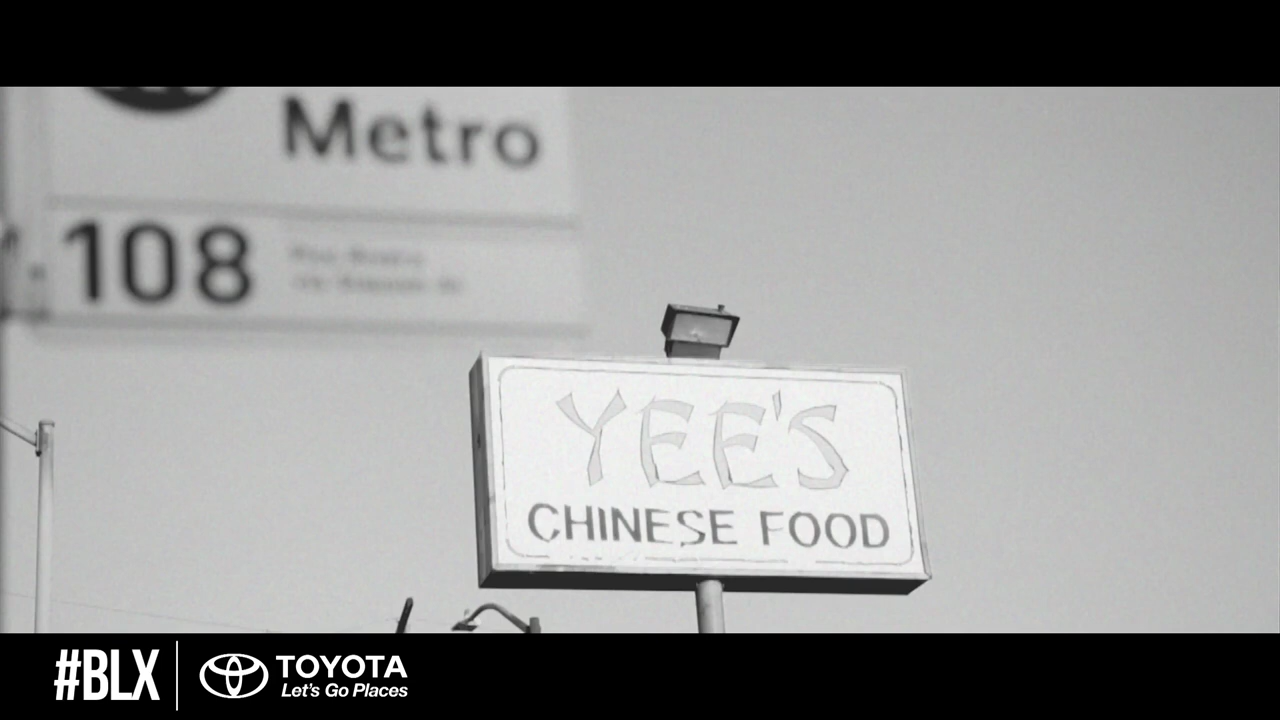 Metro
108
YEE'S
CHINESE FOOD
#BLX
TOYOTA
Let's Go Places